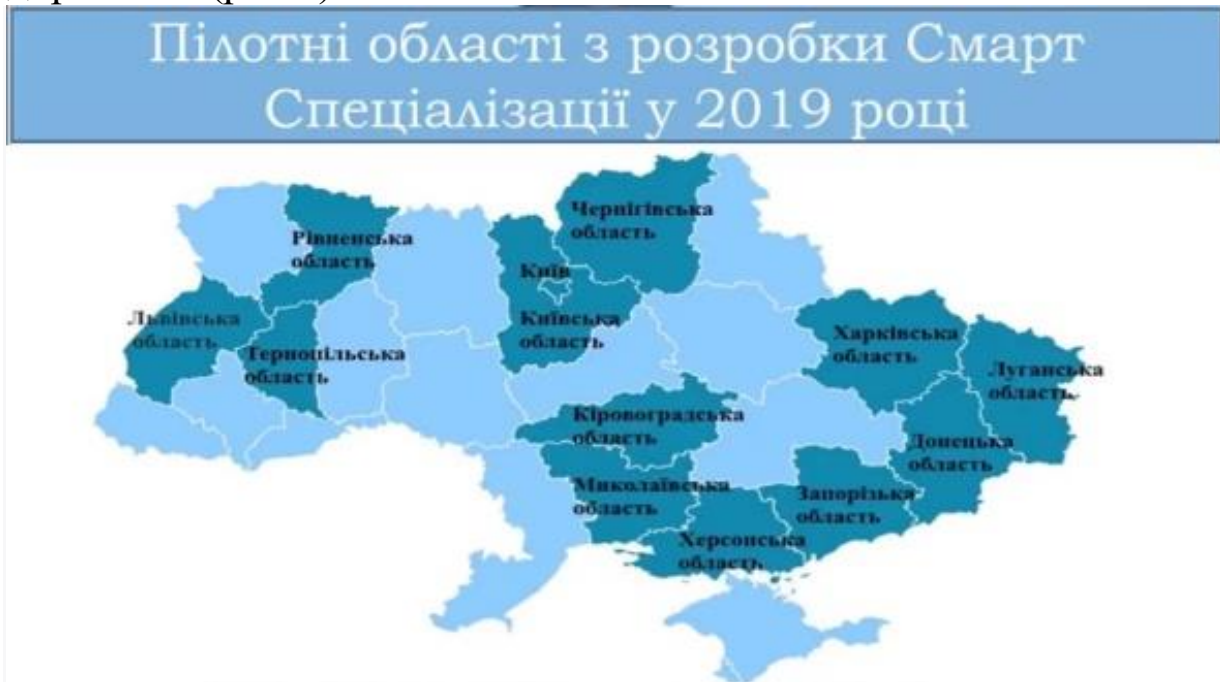 Пілотні області з розробки Смарт
Спеціалізації у 2019 році
Чернігівська
область
Рівненська
область
Київ
Львівська
область
Київська
область
Харківська
область
Тернопільська
область
Луганська
область
Кіровоградська
область
Донецька
область
Миколаївська
область
Запорізька
область
Херсонська
область